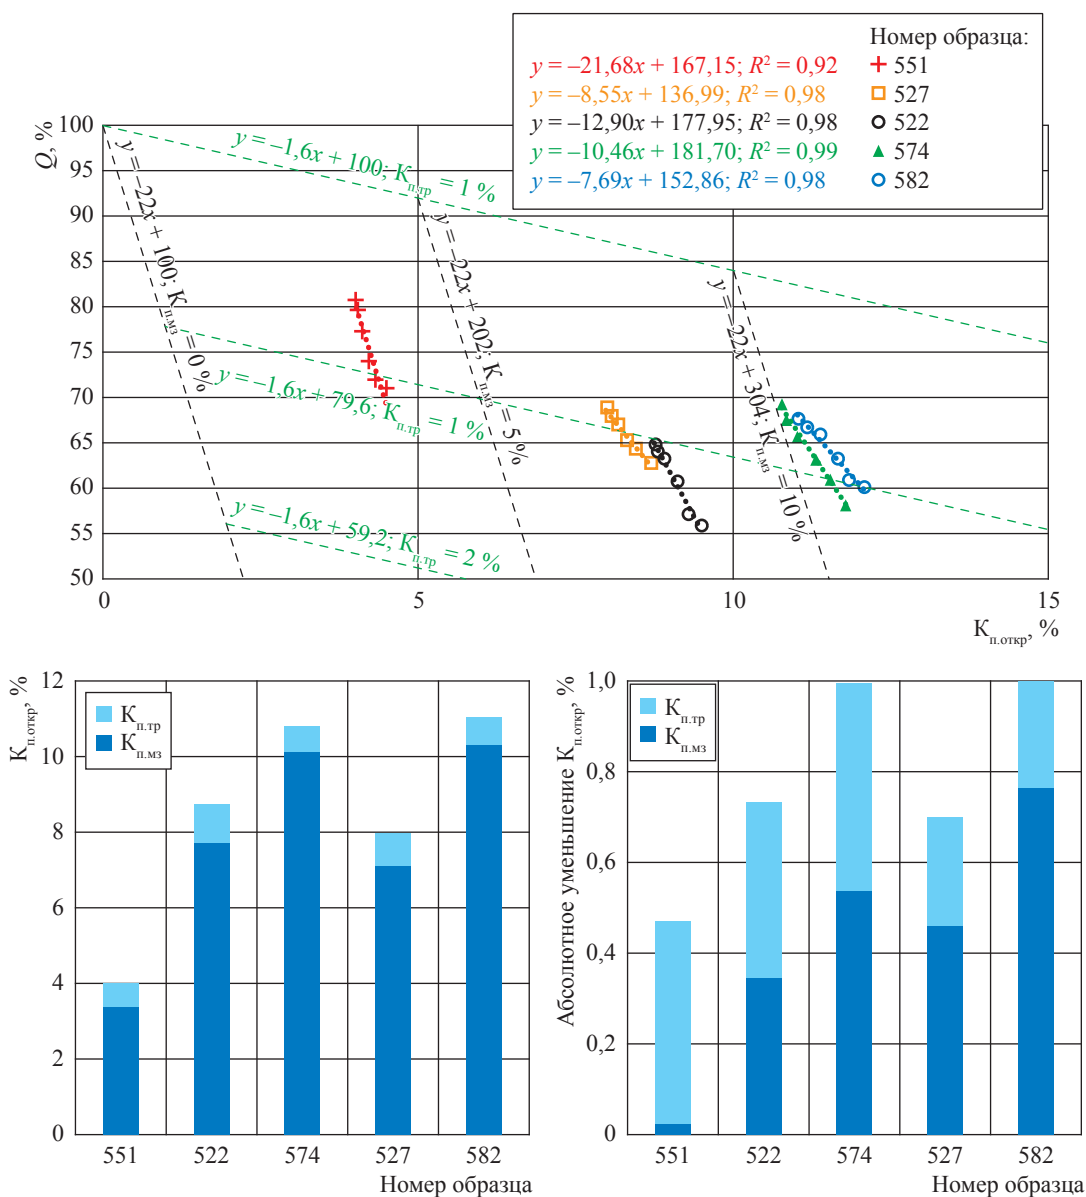 Номер образца:
y = –21,68x + 167,15; R² = 0,92 551
y = –8,55x + 136,99; R² = 0,98 527
y = –12,90x + 177,95; R² = 0,98 522
y = –10,46x + 181,70; R² = 0,99 574
y = –7,69x + 152,86; R² = 0,98 582
Q, %
100
95
90
85
80
75
70
65
60
55
50
y = –1,6x + 100; Кп.тр = 1 %
y = –22x + 100; Кп.мз = 0 %
y = –22x + 202; Кп.мз = 5 %
y = –22x + 304; Кп.мз = 10 %
y = –1,6x + 79,6; Кп.тр = 1 %
y = –1,6x + 59,2; Кп.тр = 2 %
0 5 10 15
Кп.откр, %
Кп.откр, %
12
10
8
6
4
2
0
Кп.тр
Кп.мз
551 522 574 527 582
Номер образца
Абсолютное уменьшение Кп.откр, %
1,0
0,8
0,6
0,4
0,2
0
Кп.тр
Кп.мз
551 522 574 527 582
Номер образца